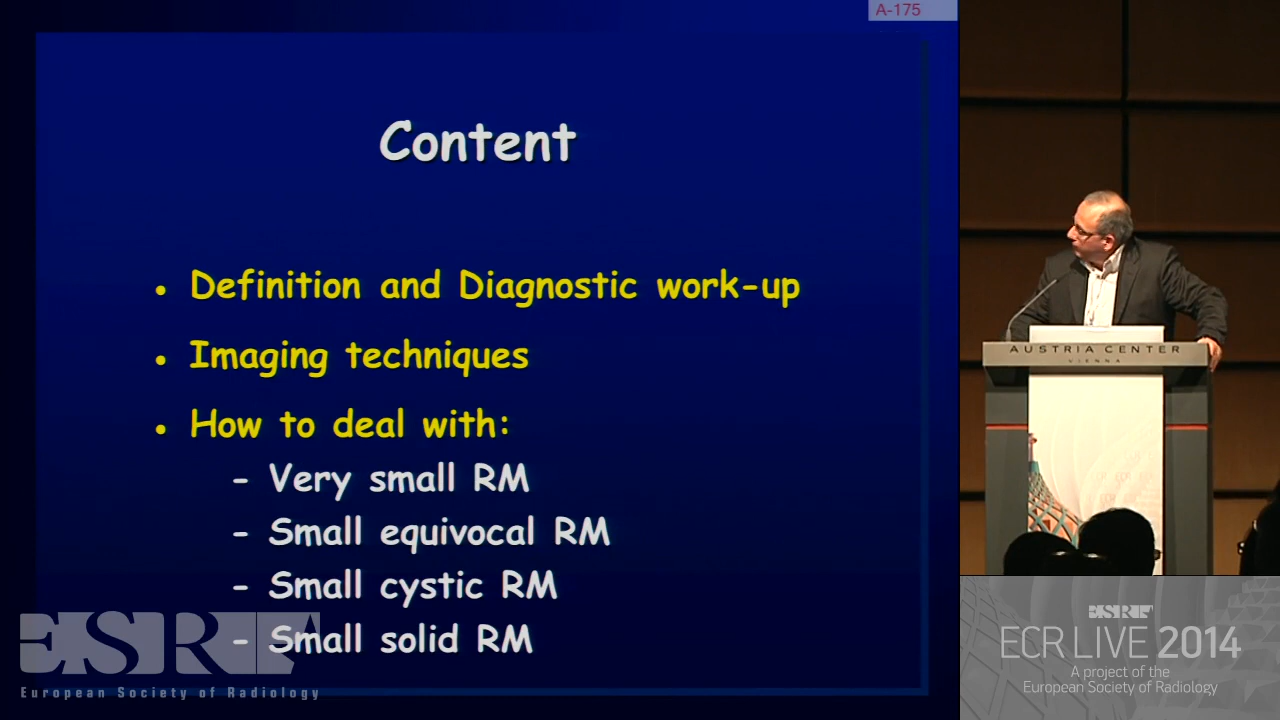 A-175
Content
• Definition and Diagnostic work-up
• Imaging techniques
• How to deal with:
- Very small RM
- Small equivocal RM
- Small cystic RM
- Small solid RM
ESR
European Society of Radiology
AUSTRIA CENTER
VIENNA
ESR
ECR LIVE 2014
A project of the
European Society of Radiology